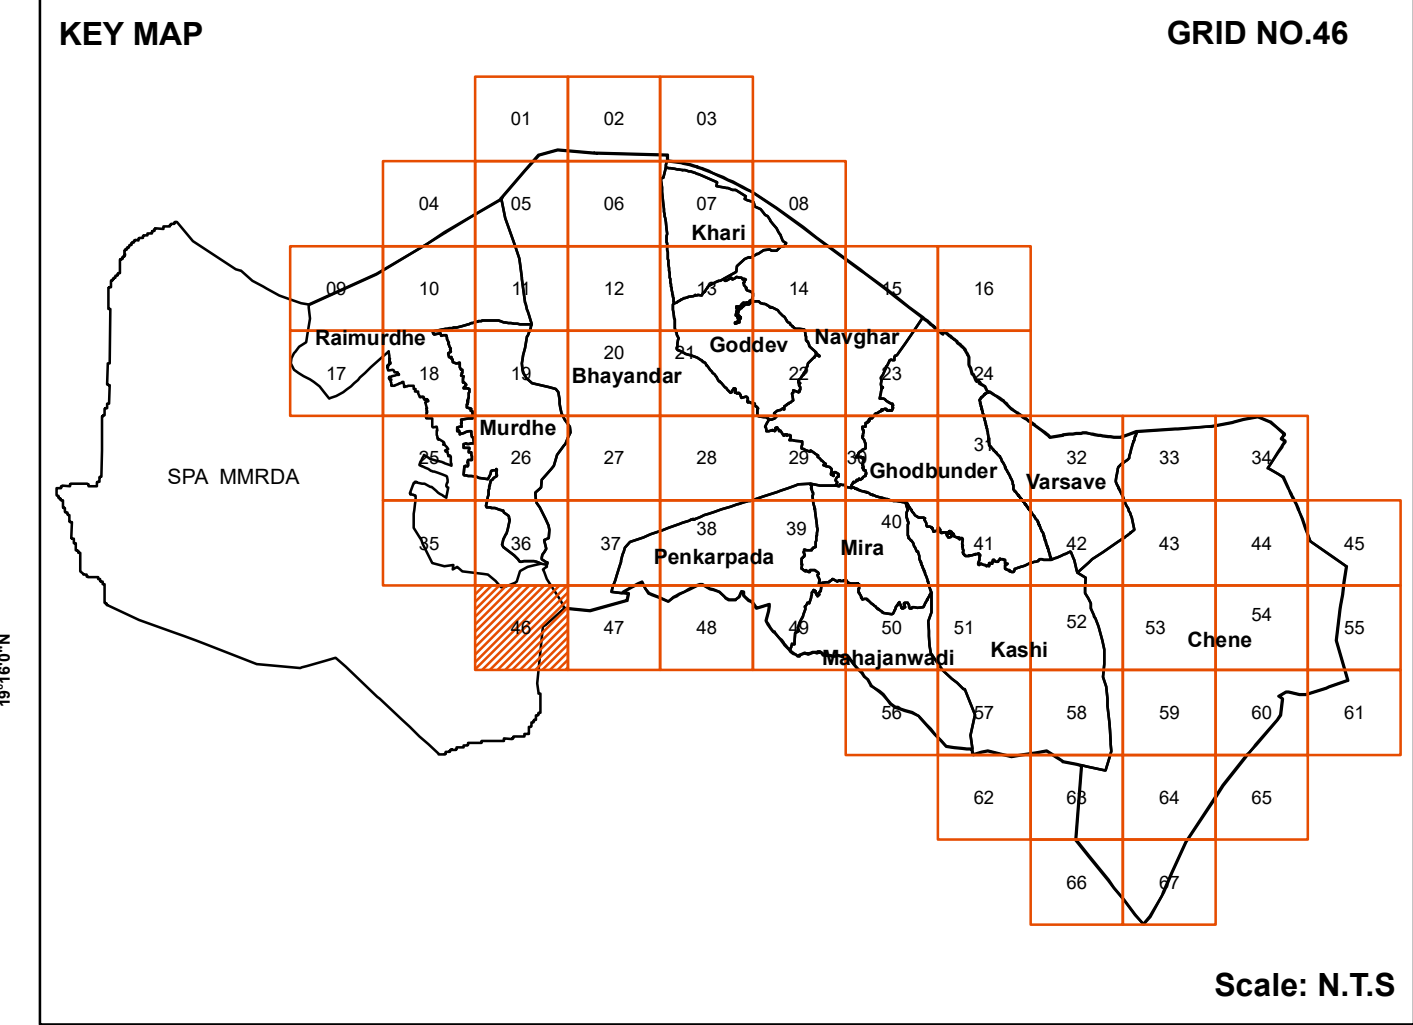 KEY MAP
GRID NO.46
01 02 03
04 05 06 07 08
Khari
09 10 11 12 13 14 15 16
Raimurdhe Goddev Navghar
17 18 19 20 21 22 23 24
Bhayandar
Murdhe
25 26 27 28 29 30 31 32 33 34
SPA MMRDA
Ghodbunder
Varsave
35 36 37 38 39 40 41 42 43 44 45
Penkarpada Mira
46 47 48 49 50 51 52 53 54 55
Mahajanwadi Kashi Chene
56 57 58 59 60 61
62 63 64 65
66 67
19°16'0"N
Scale: N.T.S